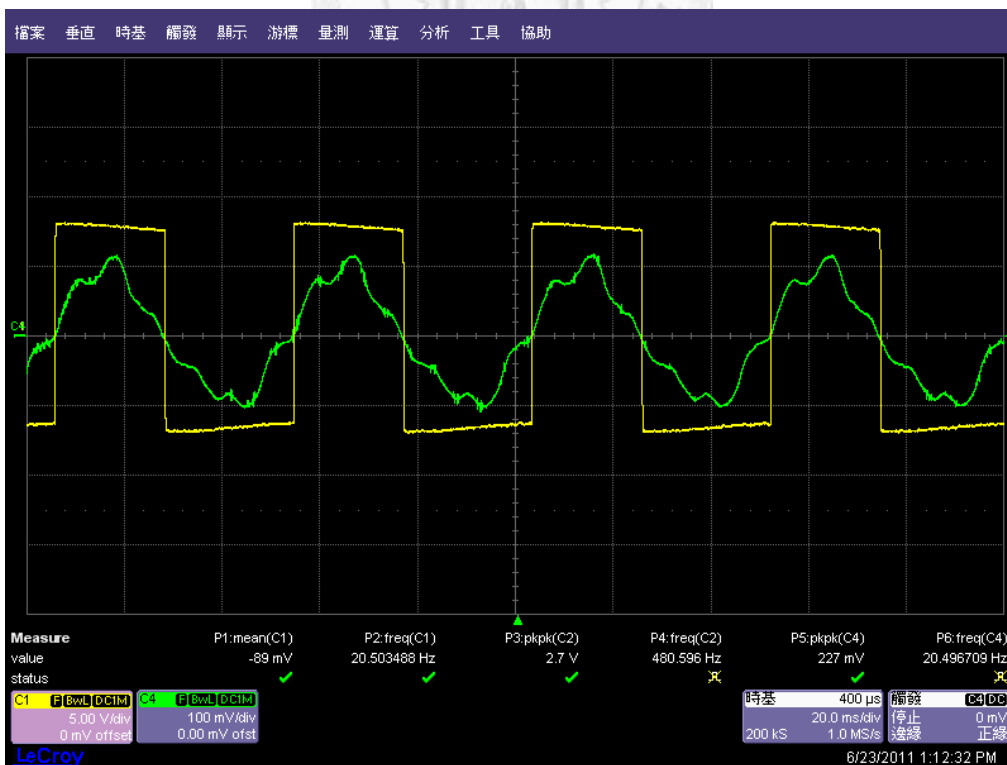 檔案 垂直 時基 觸發 顯示 游標 量測 運算 分析 工具 協助
C4
Measure P1:mean(C1) P2:freq(C1) P3:pkpk(C2) P4:freq(C2) P5:pkpk(C4) P6:freq(C4)
value -89 mV 20.503488 Hz 2.7 V 480.596 Hz 227 mV 20.496709 Hz
status
C1 F BwL DC1M C4 F BwL DC1M 時基 400 µs 觸發 C4 DC
5.00 V/div 100 mV/div 20.0 ms/div 停止 0 mV
0 mV offset 0.00 mV ofst 200 kS 1.0 MS/s 邊緣 正緣
LeCroy 6/23/2011 1:12:32 PM